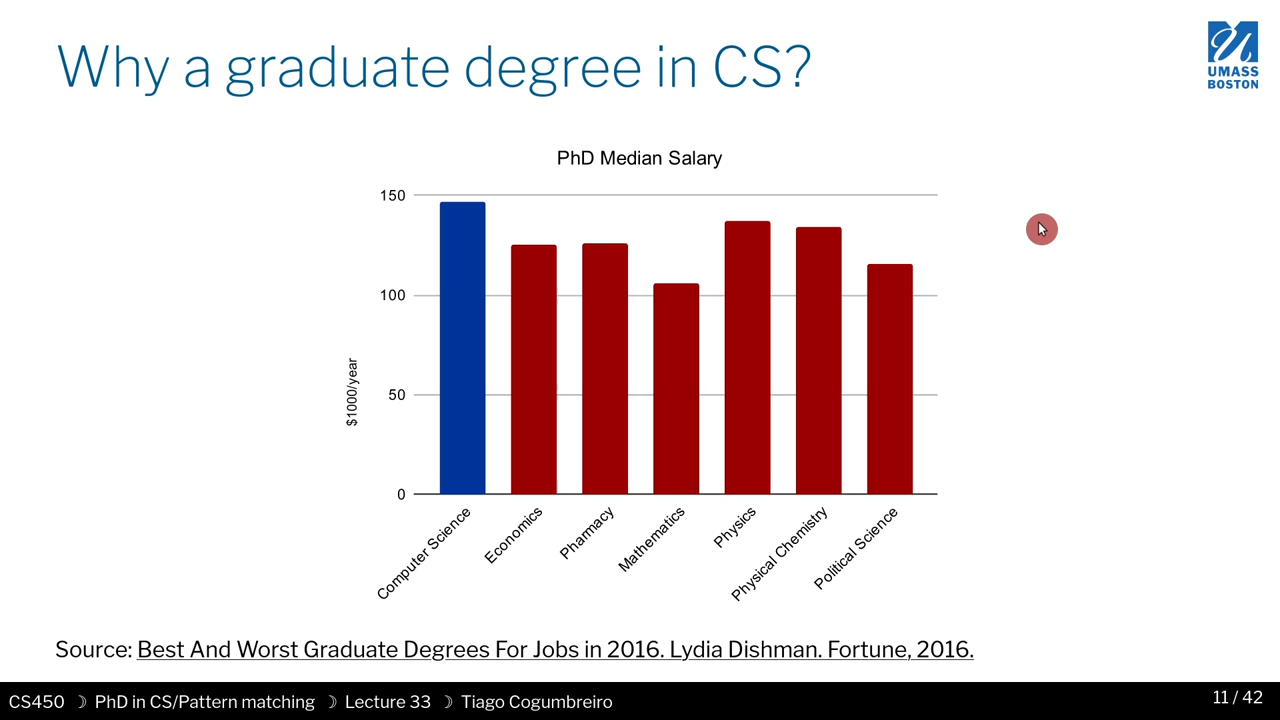 Why a graduate degree in CS?
UMASS
BOSTON
PhD Median Salary
150
100
50
0
$1000/year
Computer Science
Economics
Pharmacy
Mathematics
Physics
Physical Chemistry
Political Science
Source: Best And Worst Graduate Degrees For Jobs in 2016. Lydia Dishman. Fortune, 2016.
CS450 ☽ PhD in CS/Pattern matching ☽ Lecture 33 ☽ Tiago Cogumbreiro
11 / 42